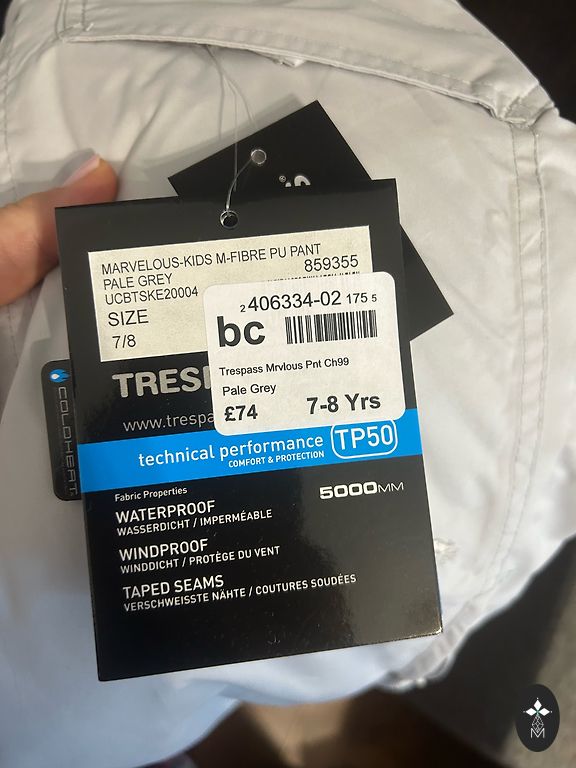 MARVELOUS-KIDS M-FIBRE PU PANT
PALE GREY
859355
UCBTSKE20004
SIZE
7/8
2 406334-02 175 5
bc
Trespass Mrvlous Pnt Ch99
Pale Grey
£74 7-8 Yrs
www.trespa
technical performance TP50
COMFORT & PROTECTION
Fabric Properties
5000MM
WATERPROOF
WASSERDICHT / IMPERMÉABLE
WINDPROOF
WINDDICHT / PROTÈGE DU VENT
TAPED SEAMS
VERSCHWEISSTE NÄHTE / COUTURES SOUDÉES
COLDHEAT